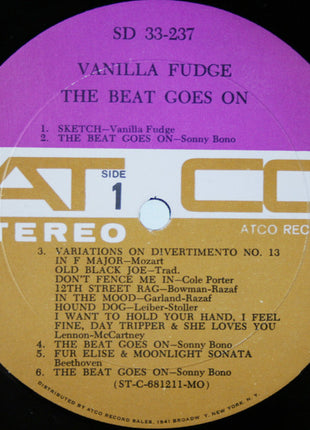 SD 33-237
VANILLA FUDGE
THE BEAT GOES ON
1. SKETCH—Vanilla Fudge
2. THE BEAT GOES ON—Sonny Bono
AT CO
SIDE
1
STEREO
ATCO REC
3. VARIATIONS ON DIVERTIMENTO NO. 13
IN F MAJOR—Mozart
OLD BLACK JOE—Trad.
DON'T FENCE ME IN—Cole Porter
12TH STREET RAG—Bowman-Razaf
IN THE MOOD—Garland-Razaf
HOUND DOG—Leiber-Stoller
I WANT TO HOLD YOUR HAND, I FEEL
FINE, DAY TRIPPER & SHE LOVES YOU
Lennon-McCartney
4. THE BEAT GOES ON—Sonny Bono
5. FUR ELISE & MOONLIGHT SONATA
Beethoven
6. THE BEAT GOES ON—Sonny Bono
(ST-C-681211-MO)
DISTRIBUTED BY ATCO RECORD SALES, 1841 BROADWAY, NEW YORK, N. Y.